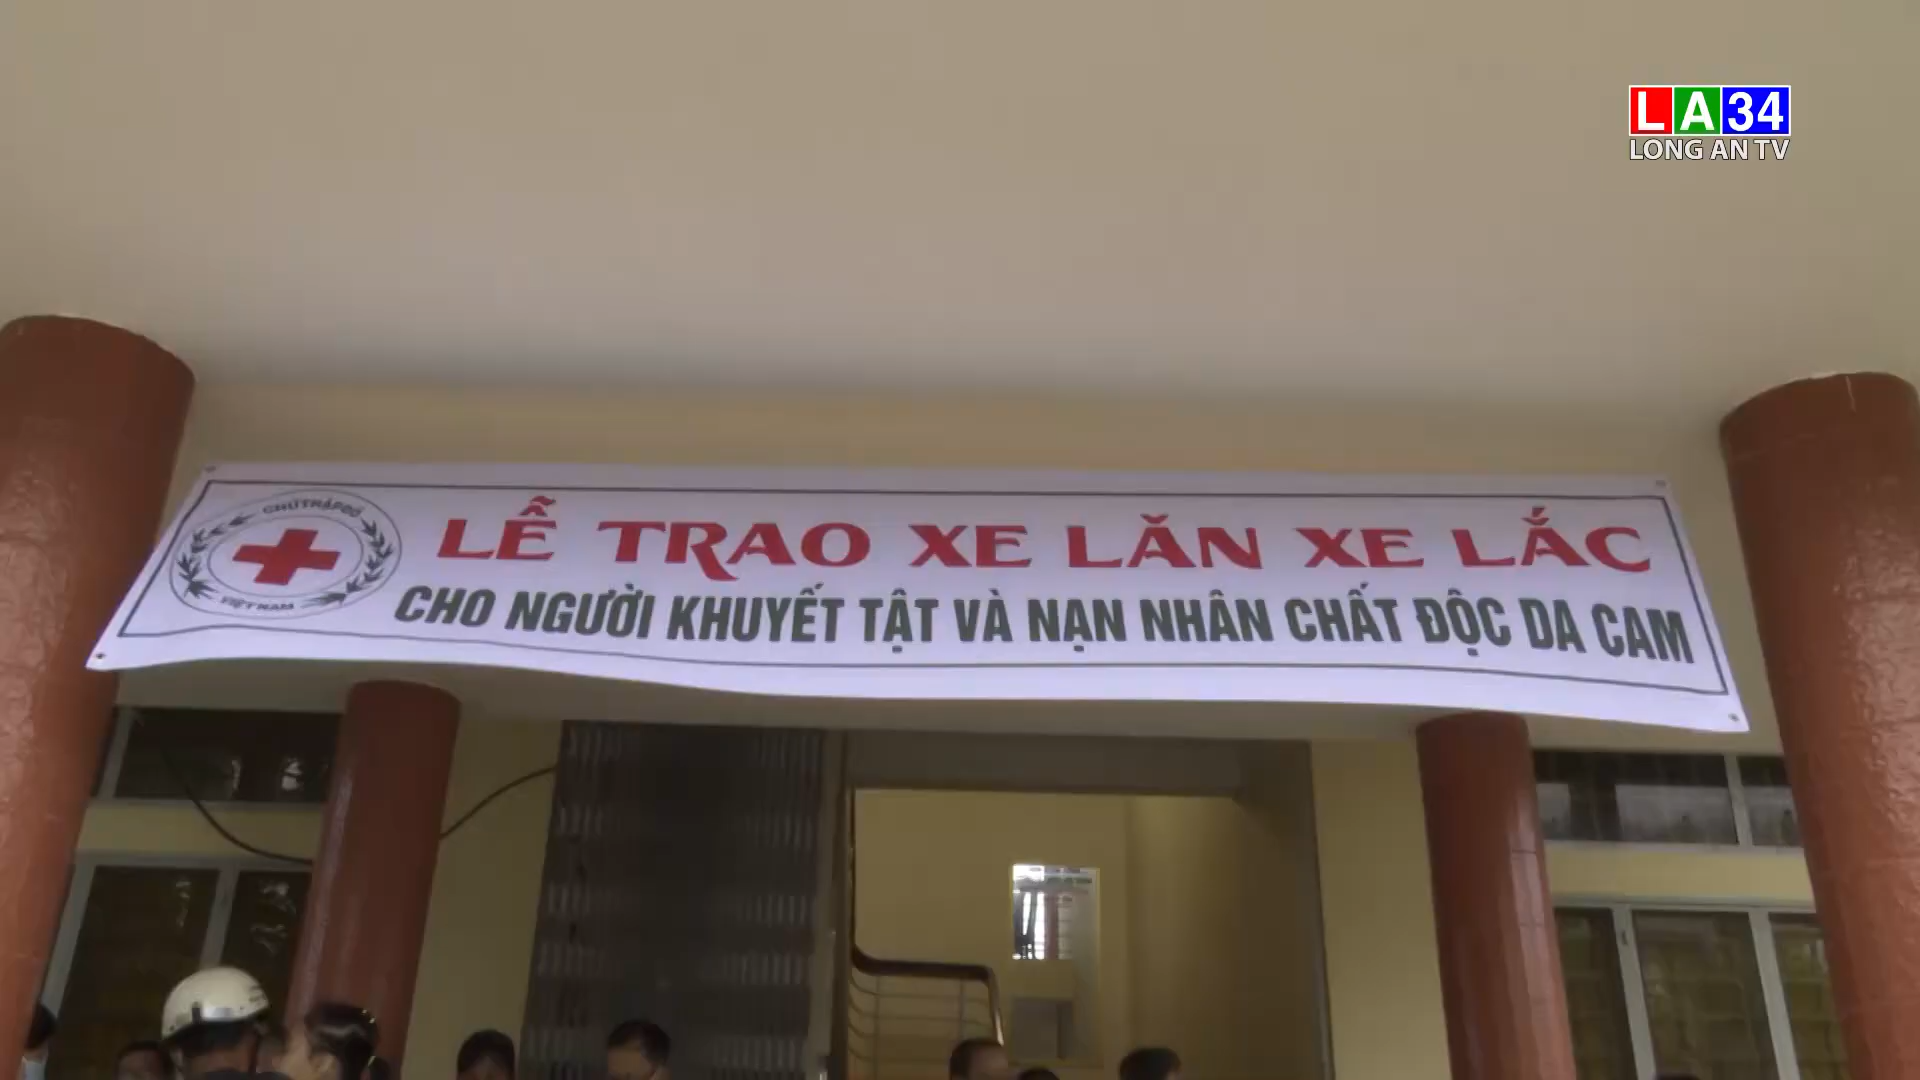 LA34
LONG AN TV
CHỮ THẬP ĐỎ
VIỆT NAM
LỄ TRAO XE LĂN XE LẮC
CHO NGƯỜI KHUYẾT TẬT VÀ NẠN NHÂN CHẤT ĐỘC DA CAM